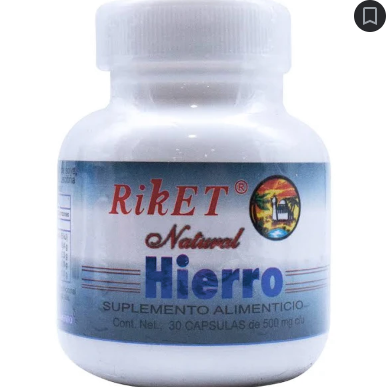 RikET®
Natural
Hierro
SUPLEMENTO ALIMENTICIO
Cont. Net.: 30 CAPSULAS de 500 mg c/u